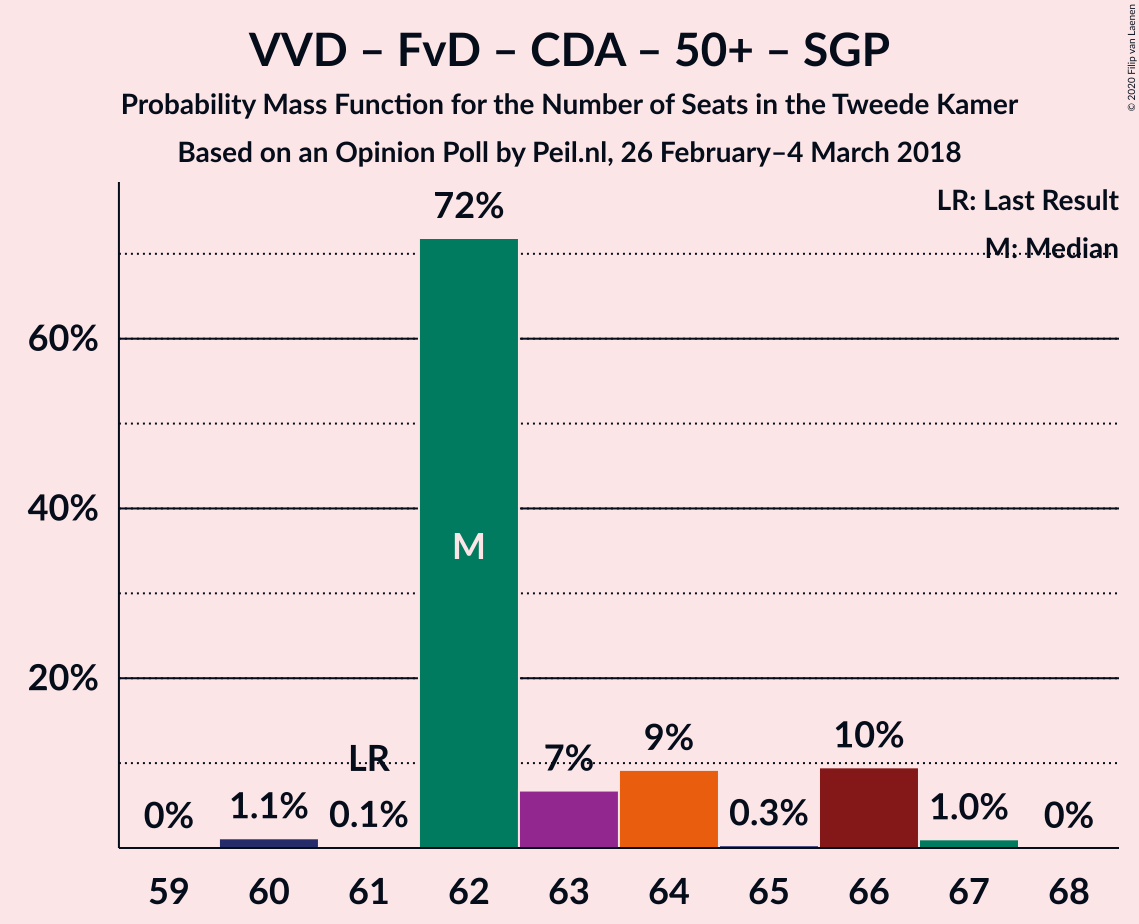 VVD – FvD – CDA – 50+ – SGP
Probability Mass Function for the Number of Seats in the Tweede Kamer
Based on an Opinion Poll by Peil.nl, 26 February–4 March 2018
© 2020 Filip van Laenen
LR: Last Result
M: Median
60%
40%
20%
0%
1.1%
LR
0.1%
72%
M
7%
9%
0.3%
10%
1.0%
0%
59 60 61 62 63 64 65 66 67 68